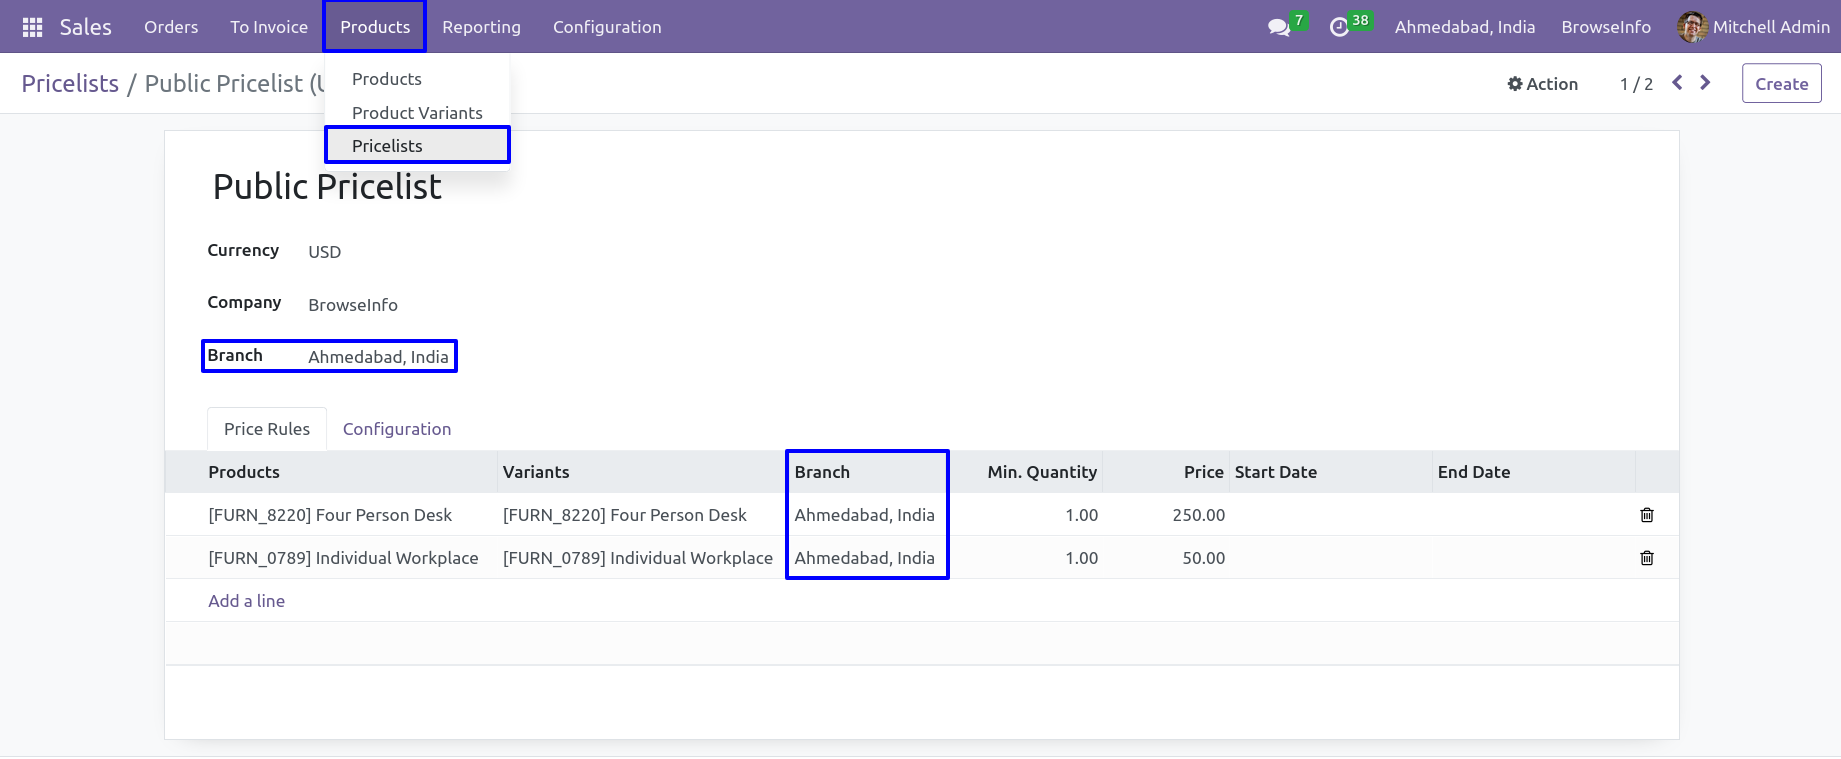 Sales Orders To Invoice Products Reporting Configuration 7 38 Ahmedabad, India BrowseInfo Mitchell Admin
Pricelists / Public Pricelist (
Action 1 / 2 Create
Products
Product Variants
Pricelists
Public Pricelist
Currency USD
Company BrowseInfo
Branch Ahmedabad, India
Price Rules Configuration
Products Variants Branch Min. Quantity Price Start Date End Date
[FURN_8220] Four Person Desk [FURN_8220] Four Person Desk Ahmedabad, India 1.00 250.00
[FURN_0789] Individual Workplace [FURN_0789] Individual Workplace Ahmedabad, India 1.00 50.00
Add a line